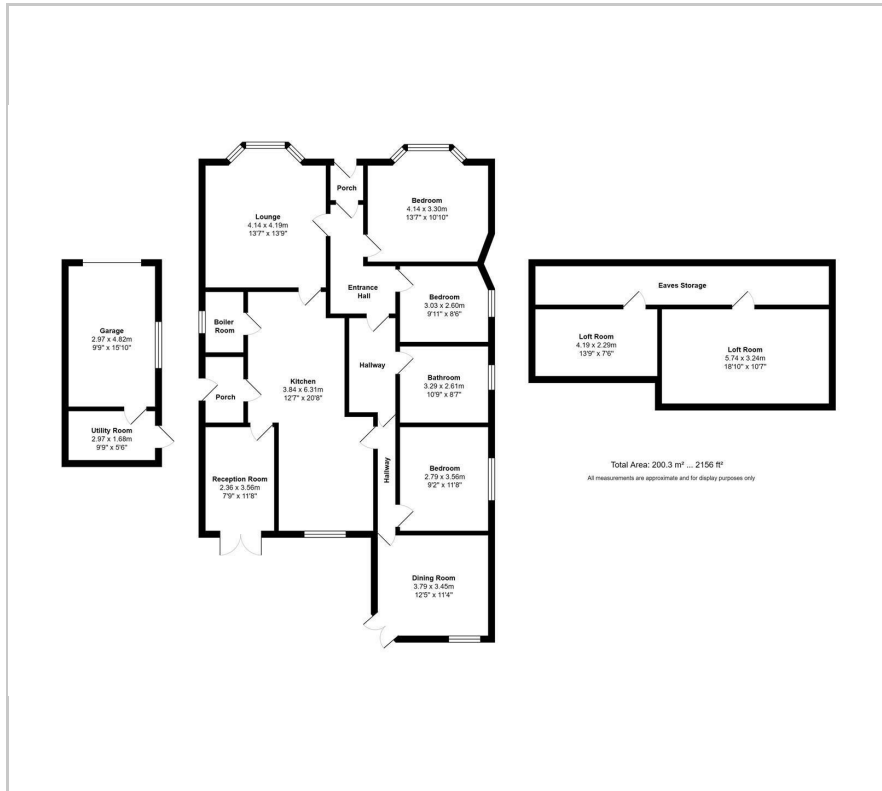 Porch
Lounge
4.14 x 4.19m
13'7" x 13'9"
Bedroom
4.14 x 3.30m
13'7" x 10'10"
Entrance
Hall
Bedroom
3.03 x 2.60m
9'11" x 8'6"
Boiler
Room
Garage
2.97 x 4.82m
9'9" x 15'10"
Hallway
Bathroom
3.29 x 2.61m
10'9" x 8'7"
Kitchen
3.84 x 6.31m
12'7" x 20'8"
Porch
Utility Room
2.97 x 1.68m
9'9" x 5'6"
Reception Room
2.36 x 3.56m
7'9" x 11'8"
Hallway
Bedroom
2.79 x 3.56m
9'2" x 11'8"
Dining Room
3.79 x 3.45m
12'5" x 11'4"
Eaves Storage
Loft Room
4.19 x 2.29m
13'9" x 7'6"
Loft Room
5.74 x 3.24m
18'10" x 10'7"
Total Area: 200.3 m² ... 2156 ft²
All measurements are approximate and for display purposes only